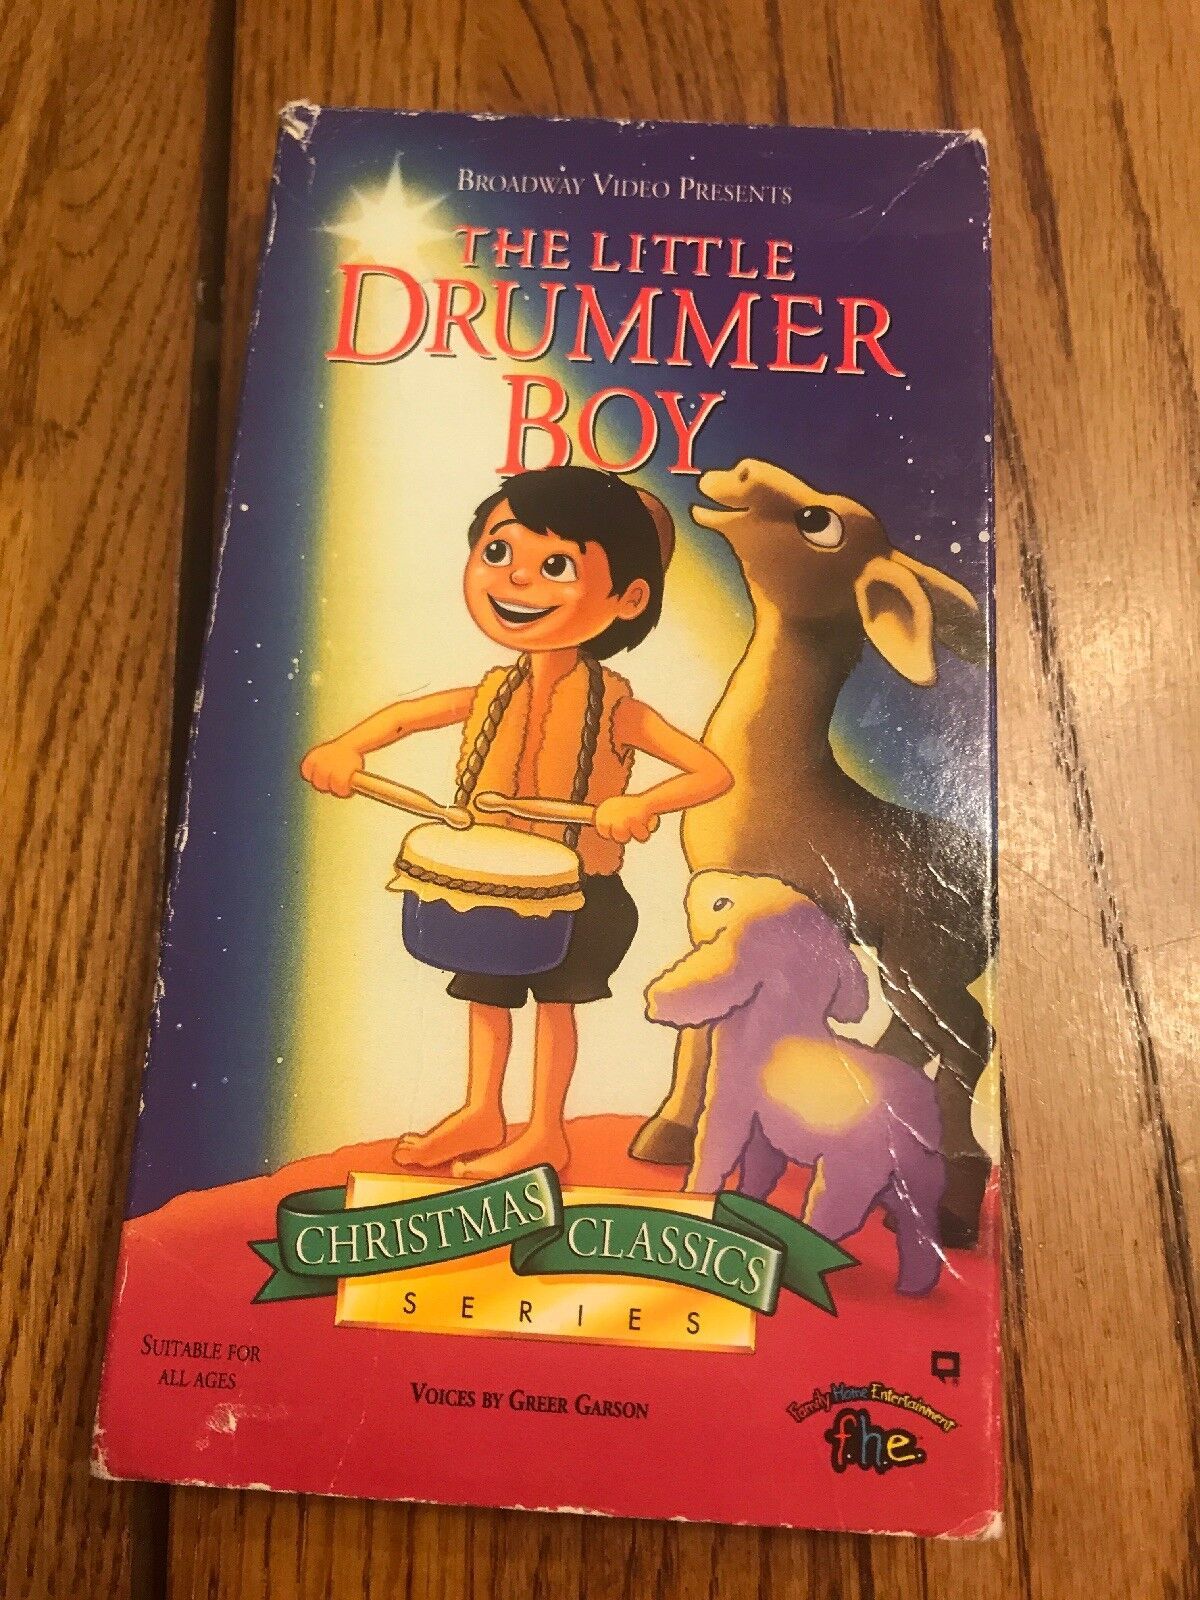 BROADWAY VIDEO PRESENTS
THE LITTLE
DRUMMER
BOY
CHRISTMAS CLASSICS
SERIES
SUITABLE FOR
ALL AGES
VOICES BY GREER GARSON
Family Home Entertainment
f.h.e.